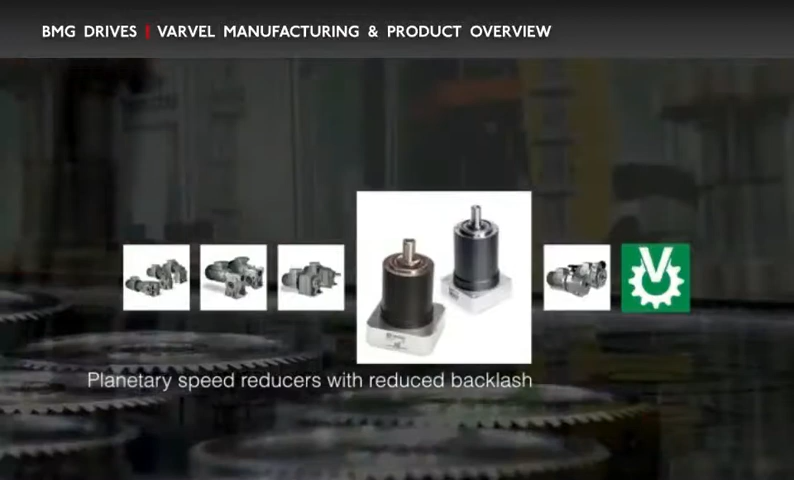 BMG DRIVES | VARVEL MANUFACTURING & PRODUCT OVERVIEW
V
Planetary speed reducers with reduced backlash